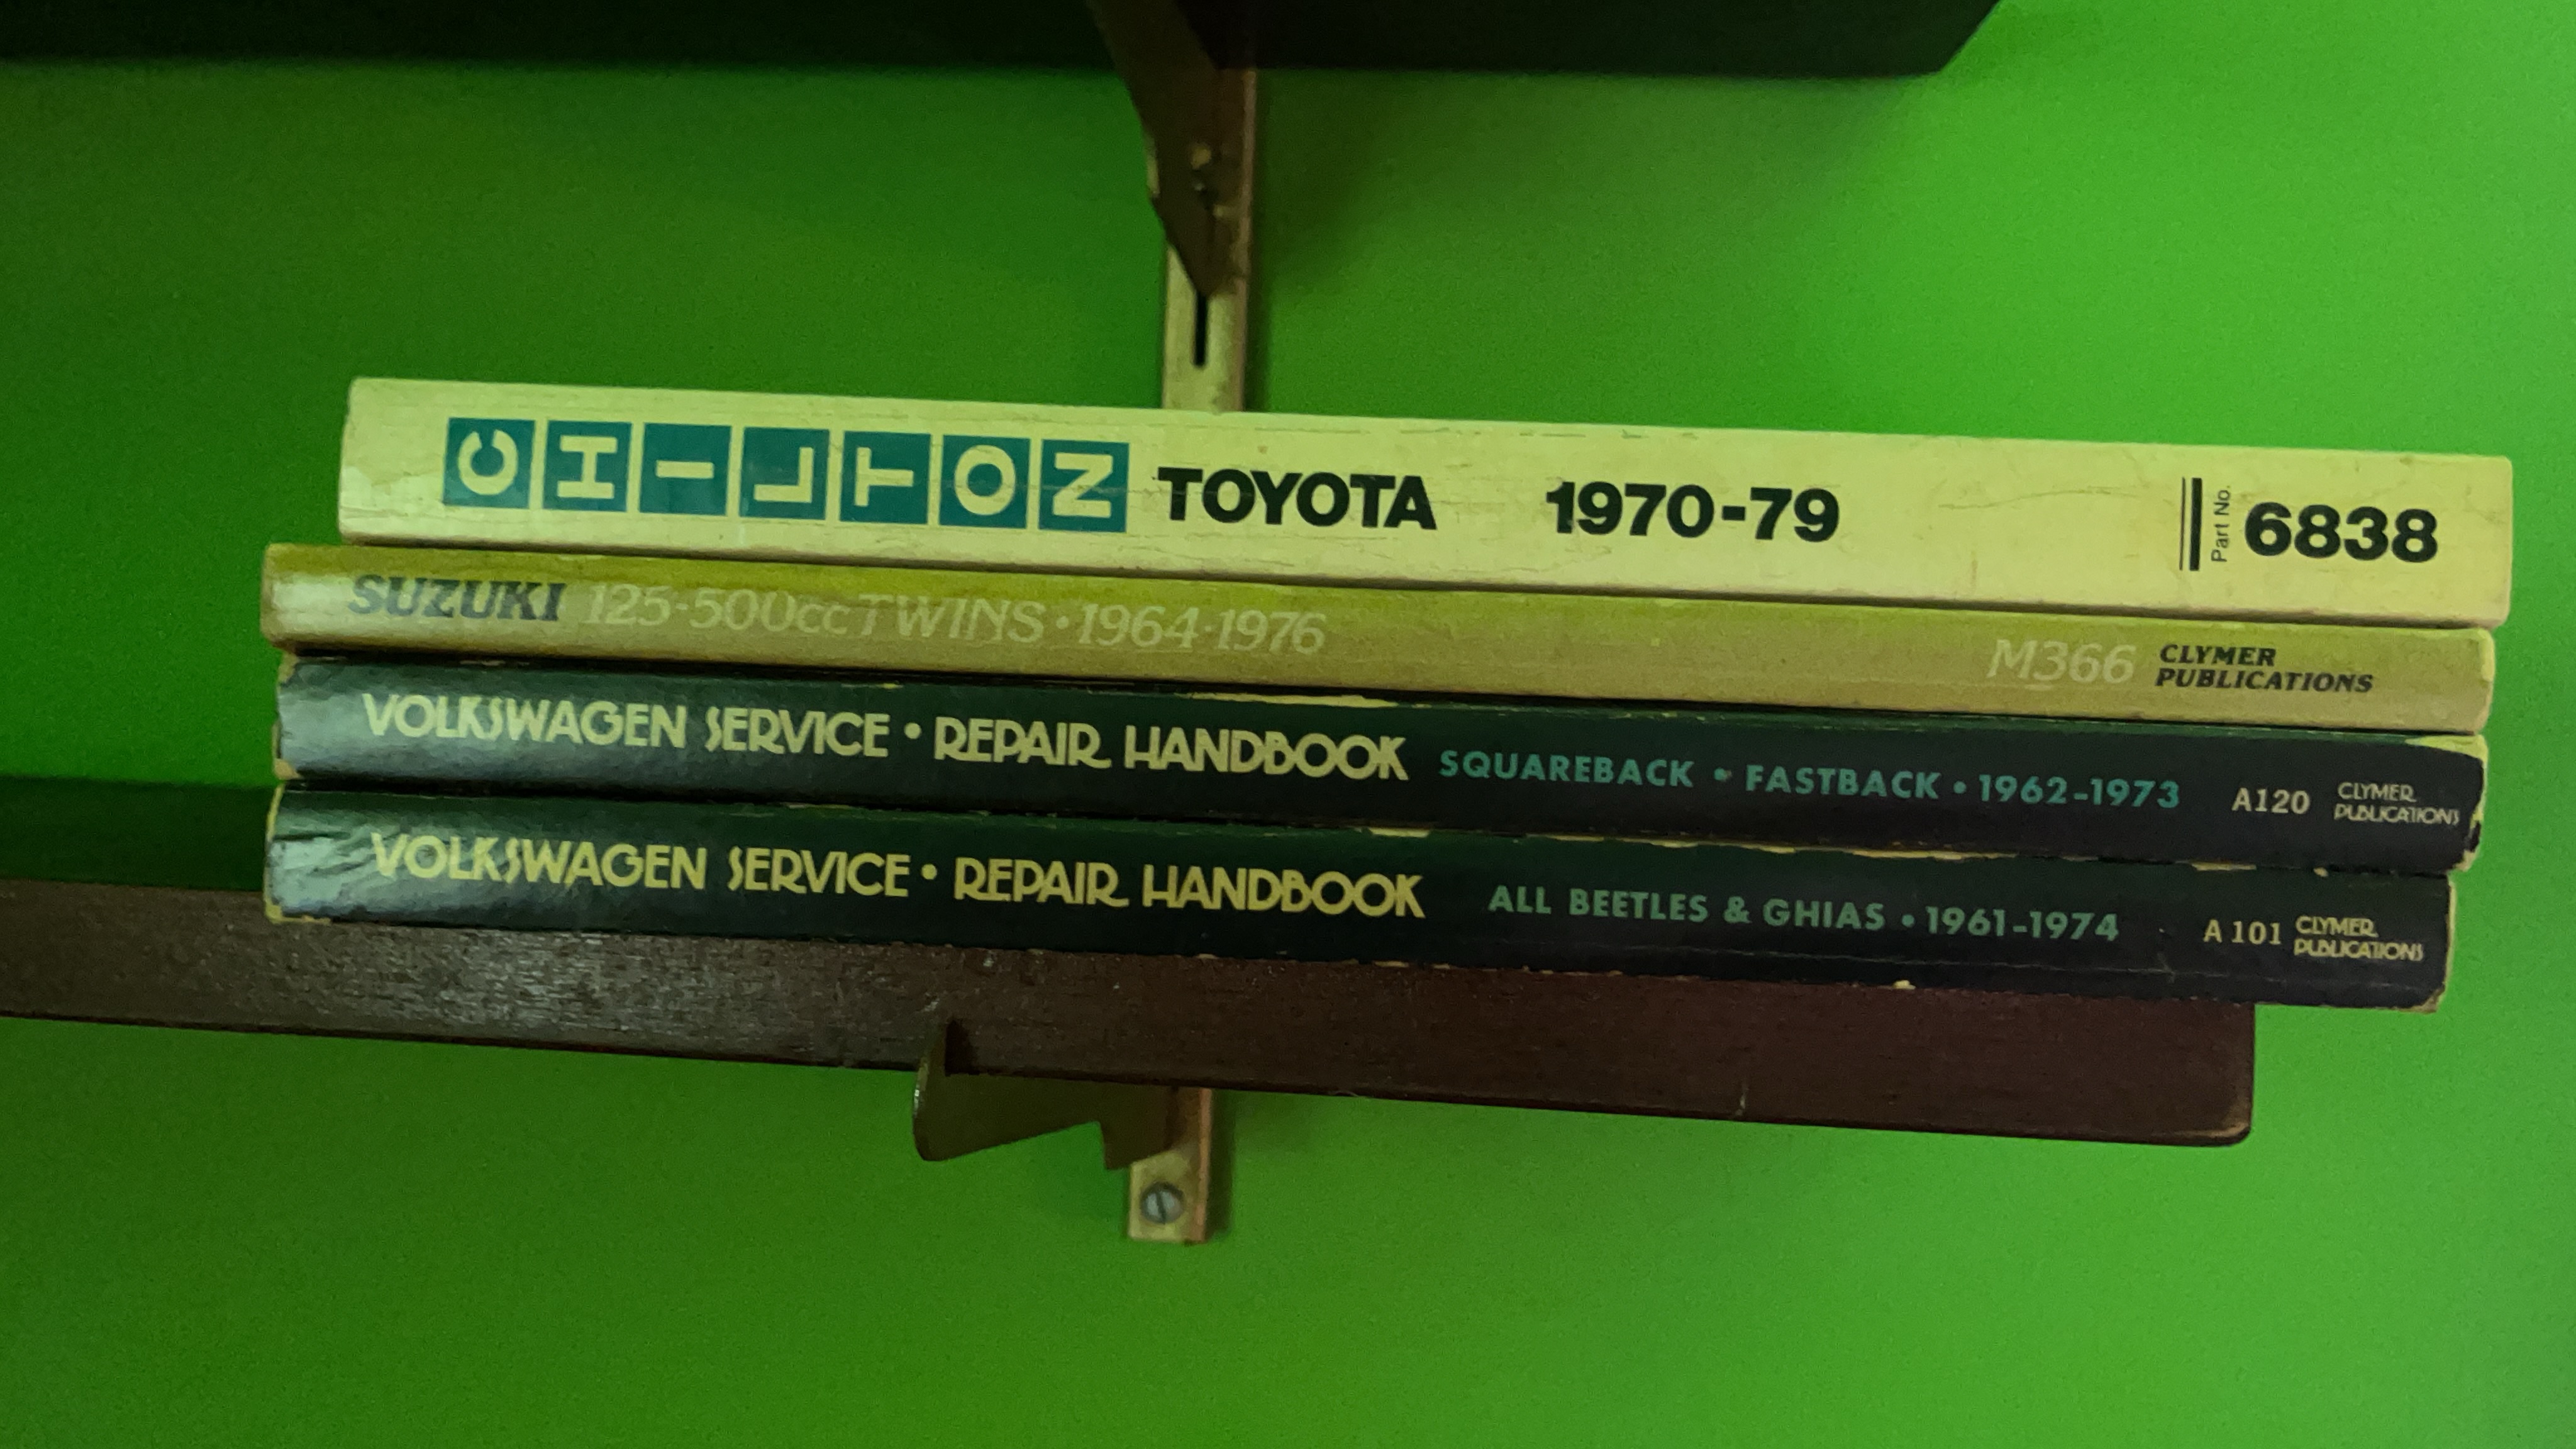 CHILTON TOYOTA 1970-79 Part No. 6838
SUZUKI 125-500cc TWINS • 1964-1976 M366 CLYMER
PUBLICATIONS
VOLKSWAGEN SERVICE • REPAIR HANDBOOK SQUAREBACK • FASTBACK • 1962-1973 A120 CLYMER
PUBLICATIONS
VOLKSWAGEN SERVICE • REPAIR HANDBOOK ALL BEETLES & GHIAS • 1961-1974 A 101 CLYMER
PUBLICATIONS